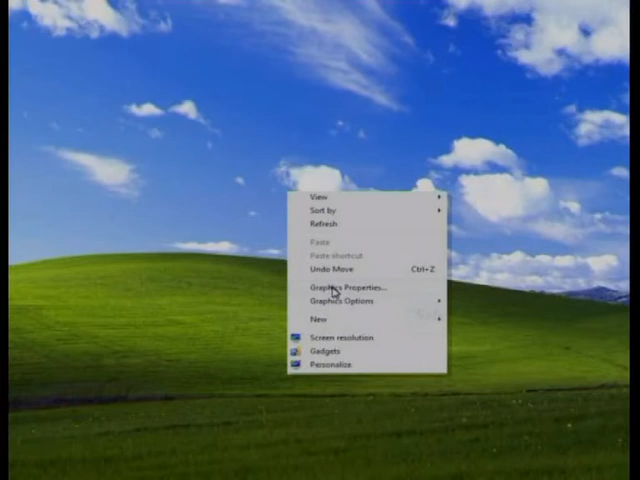 View
Sort by
Refresh
Paste
Paste shortcut
Undo Move Ctrl+Z
Graphics Properties...
Graphics Options
New
Screen resolution
Gadgets
Personalize